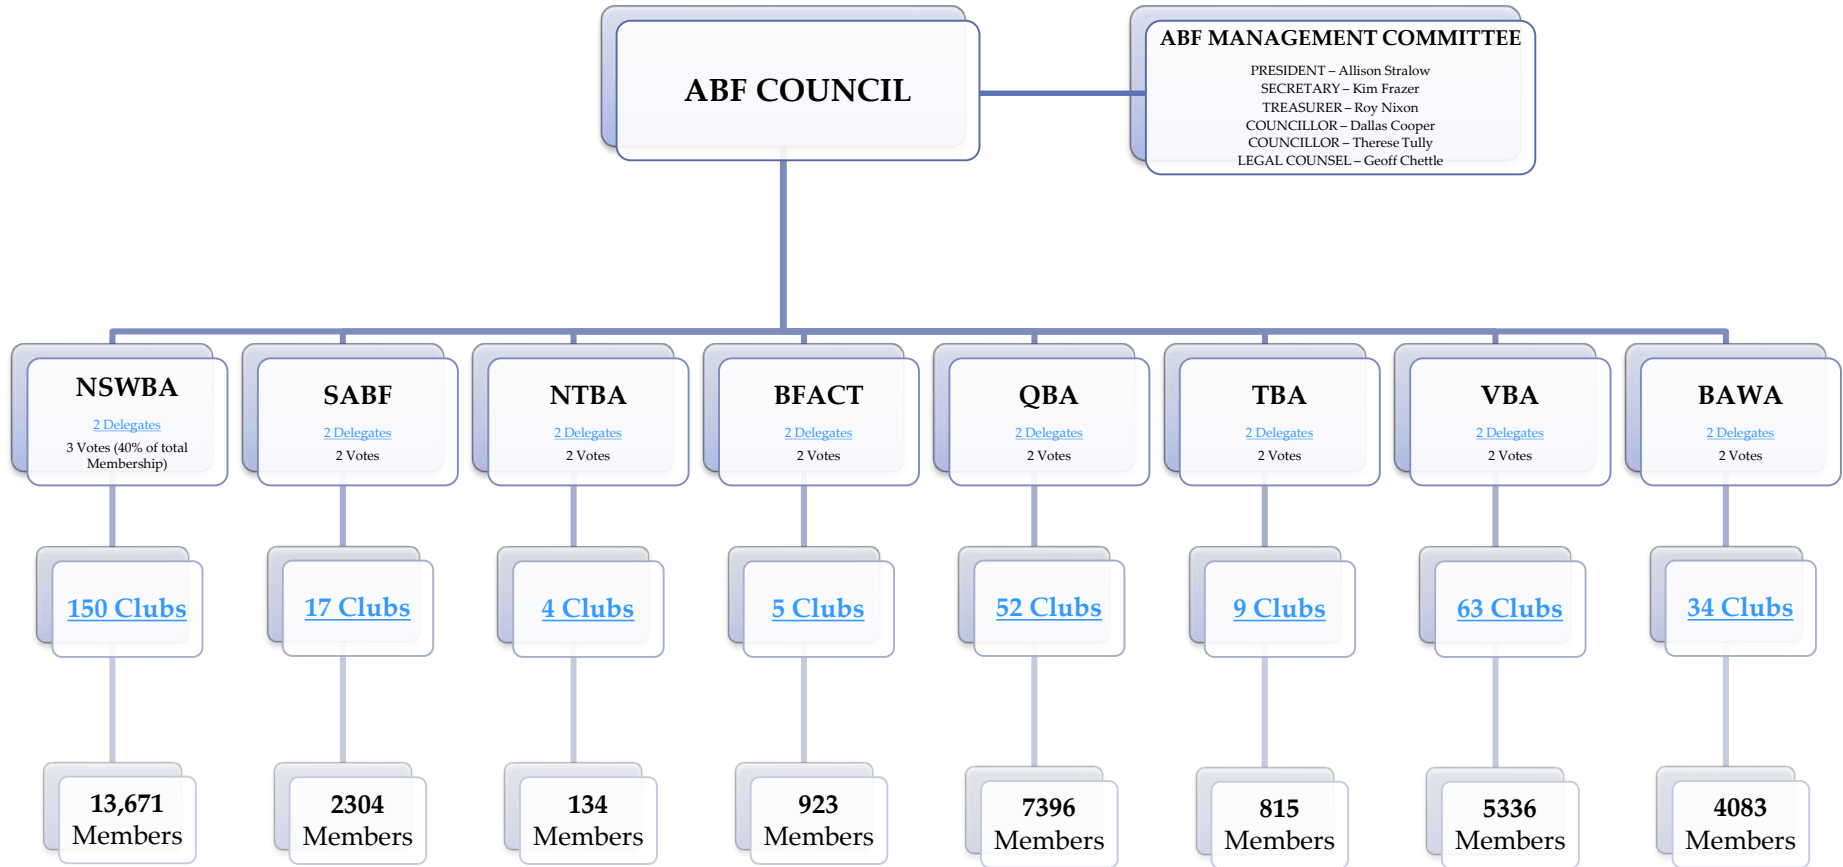 ABF COUNCIL
ABF MANAGEMENT COMMITTEE
PRESIDENT – Allison Stralow
SECRETARY – Kim Frazer
TREASURER – Roy Nixon
COUNCILLOR – Dallas Cooper
COUNCILLOR – Therese Tully
LEGAL COUNSEL – Geoff Chettle
NSWBA
2 Delegates
3 Votes (40% of total
Membership)
SABF
2 Delegates
2 Votes
NTBA
2 Delegates
2 Votes
BFACT
2 Delegates
2 Votes
QBA
2 Delegates
2 Votes
TBA
2 Delegates
2 Votes
VBA
2 Delegates
2 Votes
BAWA
2 Delegates
2 Votes
150 Clubs
17 Clubs
4 Clubs
5 Clubs
52 Clubs
9 Clubs
63 Clubs
34 Clubs
13,671
Members
2304
Members
134
Members
923
Members
7396
Members
815
Members
5336
Members
4083
Members